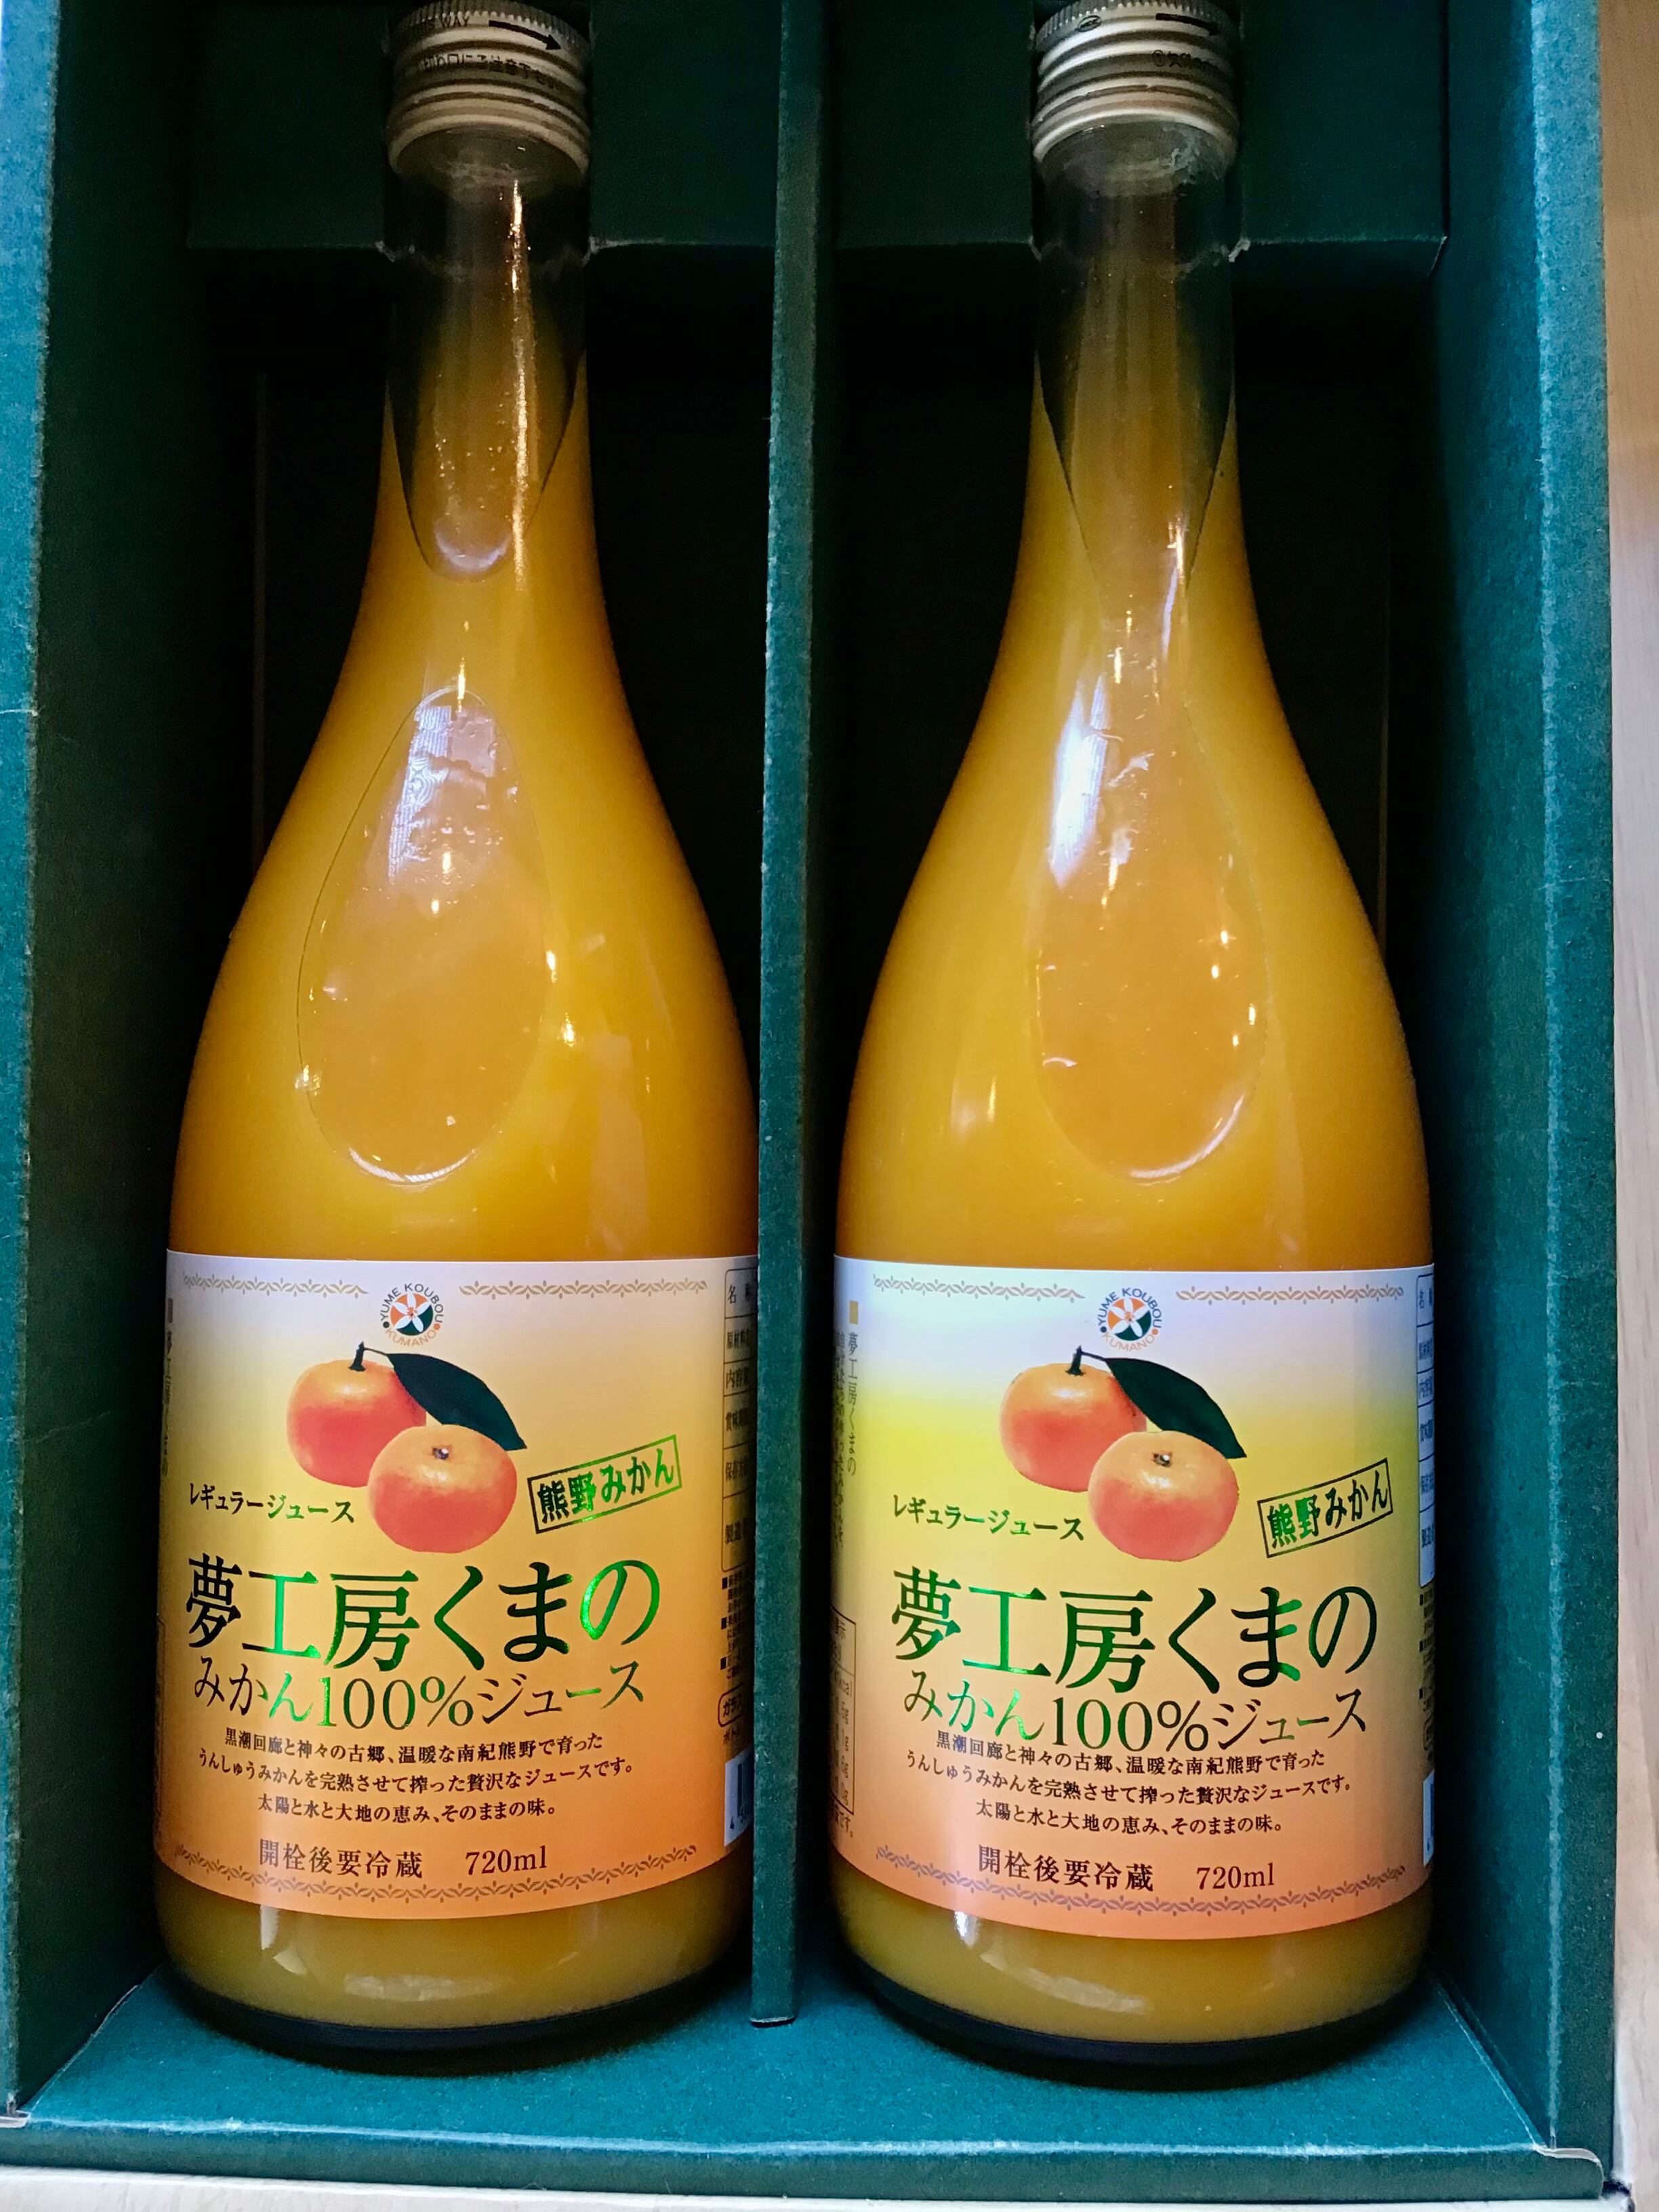 YUME KOUBOU
KUMANO
レギュラージュース
熊野みかん
夢工房くまの
みかん100%ジュース
黒潮回廊と神々の古郷、温暖な南紀熊野で育った
うんしゅうみかんを完熟させて搾った贅沢なジュースです。
太陽と水と大地の恵み、そのままの味。
開栓後要冷蔵 720ml
名
内容量
夢工房くまの
YUME KOUBOU
KUMANO
レギュラージュース
熊野みかん
夢工房くまの
みかん100%ジュース
黒潮回廊と神々の古郷、温暖な南紀熊野で育った
うんしゅうみかんを完熟させて搾った贅沢なジュースです。
太陽と水と大地の恵み、そのままの味。
開栓後要冷蔵 720ml